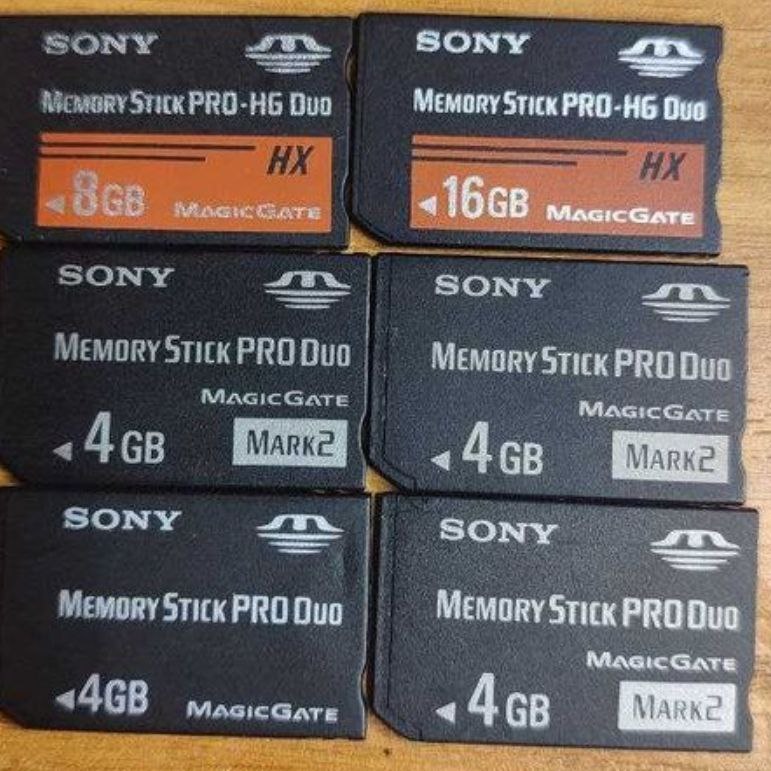 SONY
MEMORY STICK PRO-HG DUO
HX
8GB MAGICGATE
SONY
MEMORY STICK PRO-HG DUO
HX
16GB MAGICGATE
SONY
MEMORY STICK PRO DUO
MAGICGATE
4GB MARK2
SONY
MEMORY STICK PRO DUO
MAGICGATE
4GB MARK2
SONY
MEMORY STICK PRO DUO
4GB MAGICGATE
SONY
MEMORY STICK PRO DUO
MAGICGATE
4GB MARK2